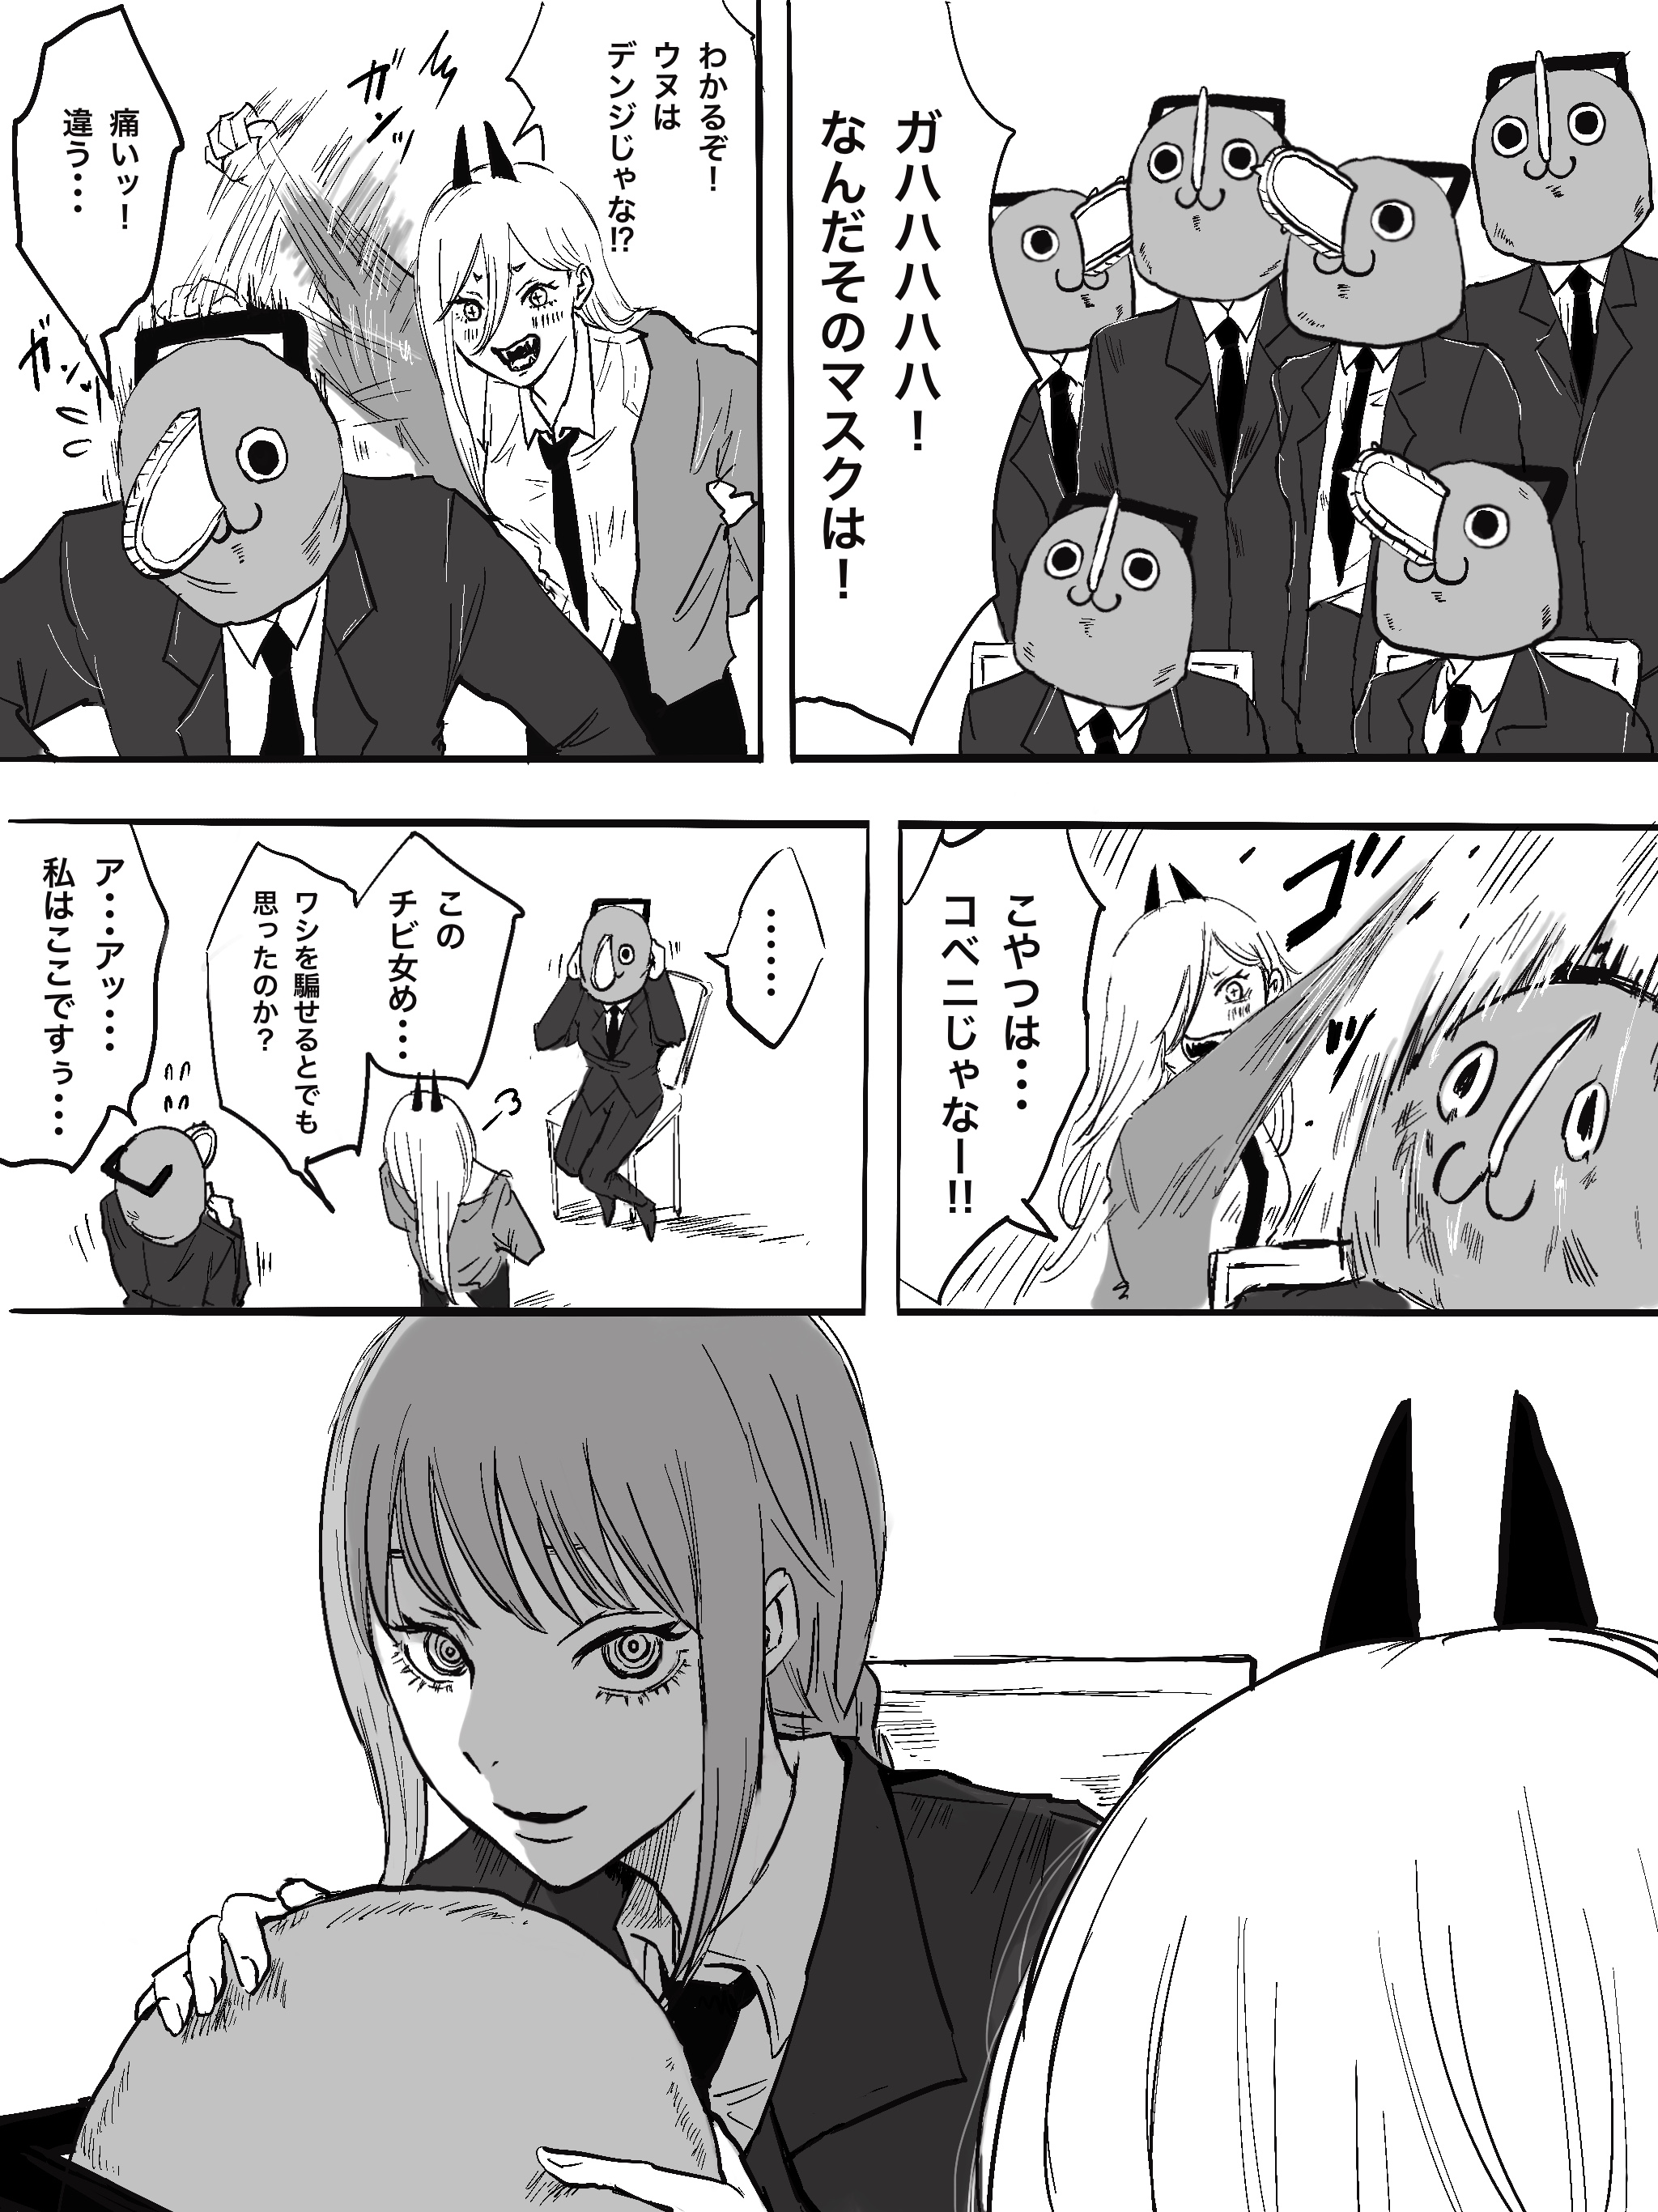 ガハハハハハ！
なんだそのマスクは！
わかるぞ！
ウヌは
デンジじゃな⁉
ガン
ガンッ
痛いッ！
違う…
こやつは…
コベニじゃなー‼
ゴッ
……
この
チビ女め…
ワシを騙せるとでも
思ったのか？
ア…アッ…
私はここですぅ…